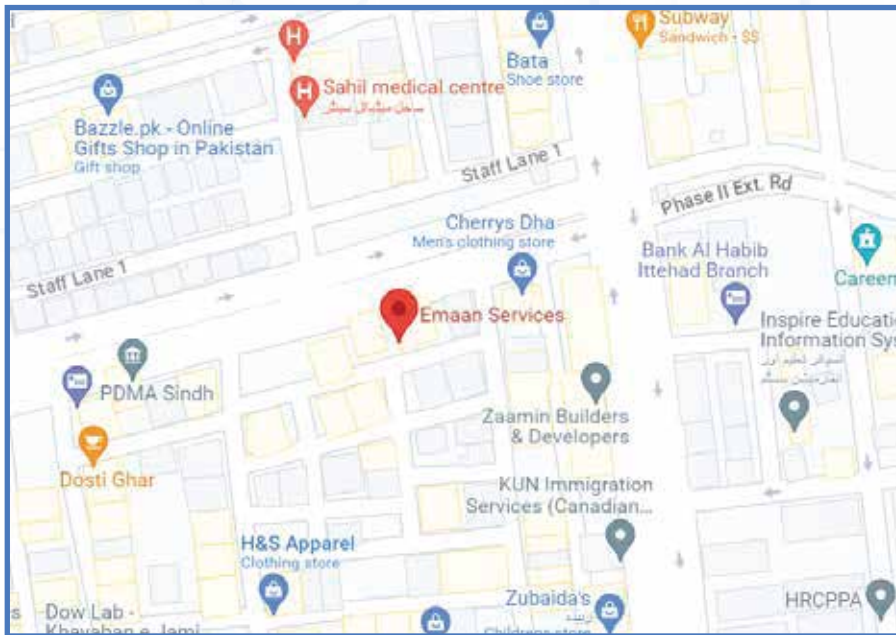 Subway
Sandwich · $$
Bata
Shoe store
Sahil medical centre
ساحل میڈیکل سینٹر
Bazzle.pk - Online
Gifts Shop in Pakistan
Gift shop
Staff Lane 1
Phase II Ext. Rd
Cherrys Dha
Men's clothing store
Bank Al Habib
Ittehad Branch
Careem
Staff Lane 1
Emaan Services
Inspire Educatio
Information Sys
PDMA Sindh
Zaamin Builders
& Developers
Dosti Ghar
KUN Immigration
Services (Canadian...
H&S Apparel
Clothing store
Zubaida's
Children's store
HRCPPA
Dow Lab -
Khayaban e Jami